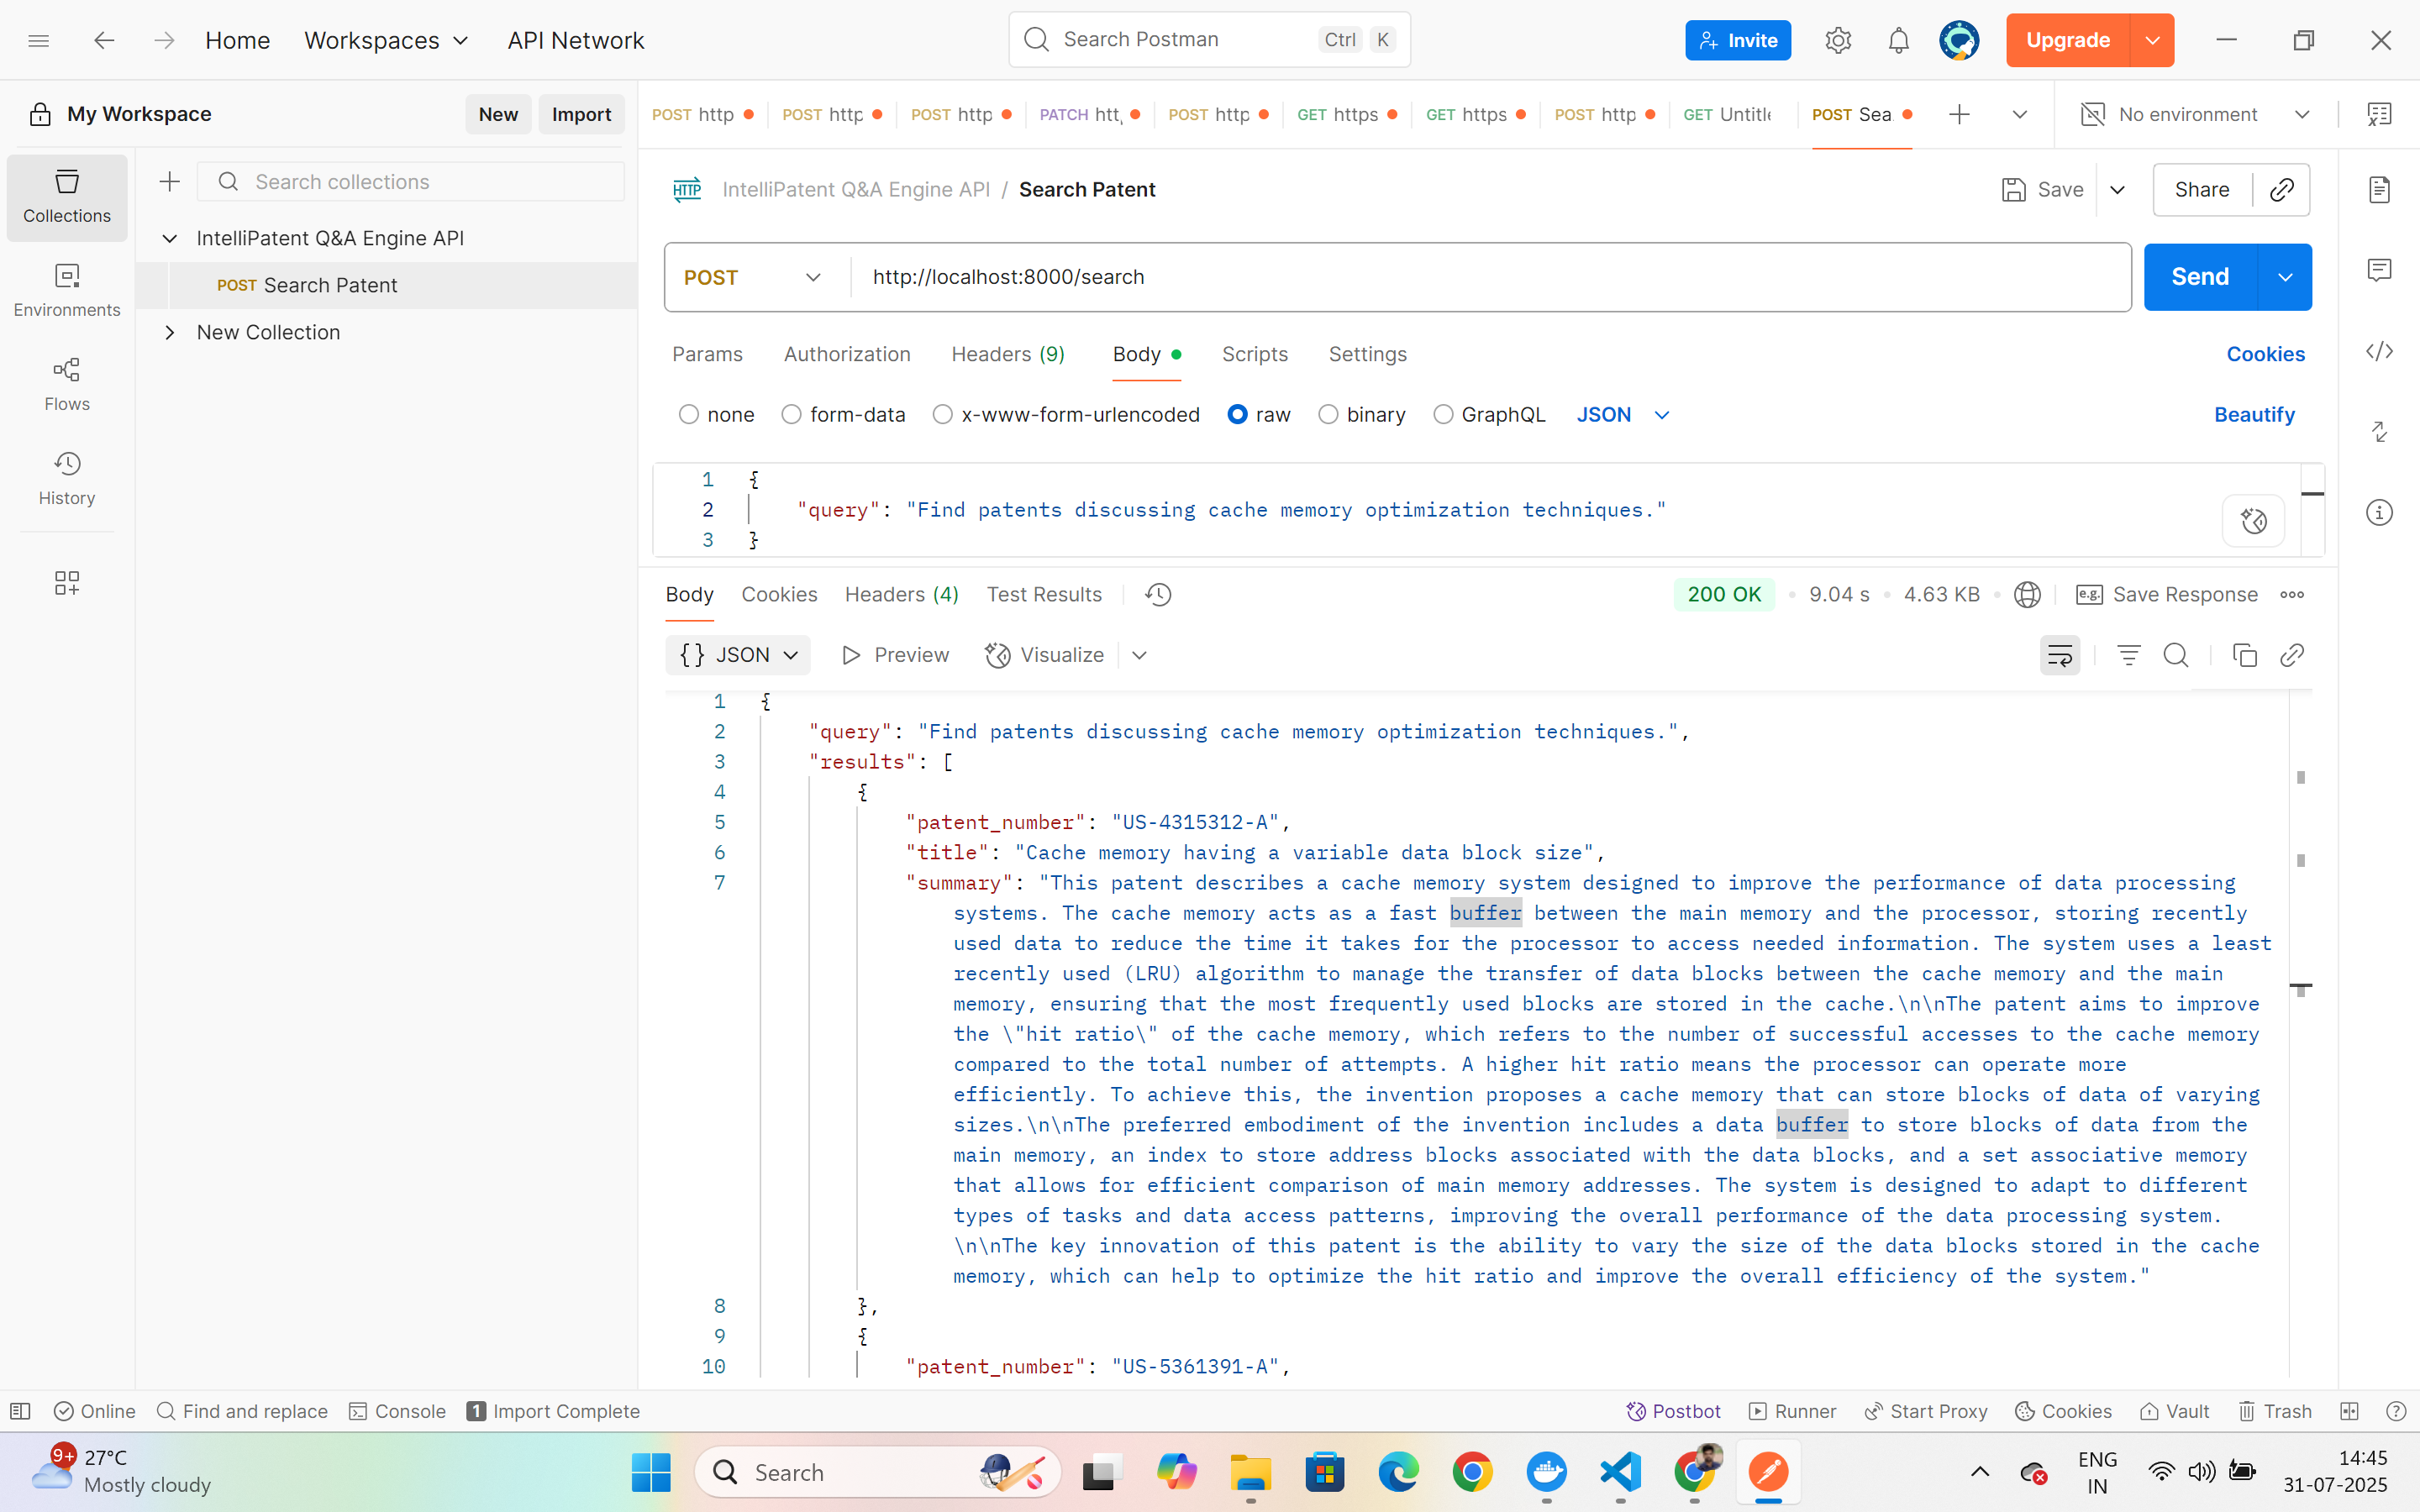 Home
Workspaces
API Network
Search Postman
Ctrl K
Invite
Upgrade
My Workspace
New
Import
POST http
POST http
POST http
PATCH htt
POST http
GET https
GET https
POST http
GET Untitle
POST Sea
No environment
Collections
Environments
Flows
History
Search collections
IntelliPatent Q&A Engine API
POST Search Patent
New Collection
HTTP
IntelliPatent Q&A Engine API / Search Patent
Save
Share
POST
http://localhost:8000/search
Send
Params
Authorization
Headers (9)
Body
Scripts
Settings
Cookies
none
form-data
x-www-form-urlencoded
raw
binary
GraphQL
JSON
Beautify
1 {
2 "query": "Find patents discussing cache memory optimization techniques."
3 }
Body
Cookies
Headers (4)
Test Results
200 OK
9.04 s
4.63 KB
e.g.
Save Response
{} JSON
Preview
Visualize
1 {
2 "query": "Find patents discussing cache memory optimization techniques.",
3 "results": [
4 {
5 "patent_number": "US-4315312-A",
6 "title": "Cache memory having a variable data block size",
7 "summary": "This patent describes a cache memory system designed to improve the performance of data processing
systems. The cache memory acts as a fast buffer between the main memory and the processor, storing recently
used data to reduce the time it takes for the processor to access needed information. The system uses a least
recently used (LRU) algorithm to manage the transfer of data blocks between the cache memory and the main
memory, ensuring that the most frequently used blocks are stored in the cache.\n\nThe patent aims to improve
the \"hit ratio\" of the cache memory, which refers to the number of successful accesses to the cache memory
compared to the total number of attempts. A higher hit ratio means the processor can operate more
efficiently. To achieve this, the invention proposes a cache memory that can store blocks of data of varying
sizes.\n\nThe preferred embodiment of the invention includes a data buffer to store blocks of data from the
main memory, an index to store address blocks associated with the data blocks, and a set associative memory
that allows for efficient comparison of main memory addresses. The system is designed to adapt to different
types of tasks and data access patterns, improving the overall performance of the data processing system.
\n\nThe key innovation of this patent is the ability to vary the size of the data blocks stored in the cache
memory, which can help to optimize the hit ratio and improve the overall efficiency of the system."
8 },
9 {
10 "patent_number": "US-5361391-A",
Online
Find and replace
Console
1 Import Complete
Postbot
Runner
Start Proxy
Cookies
Vault
Trash
9+
27°C
Mostly cloudy
Search
ENG
IN
14:45
31-07-2025